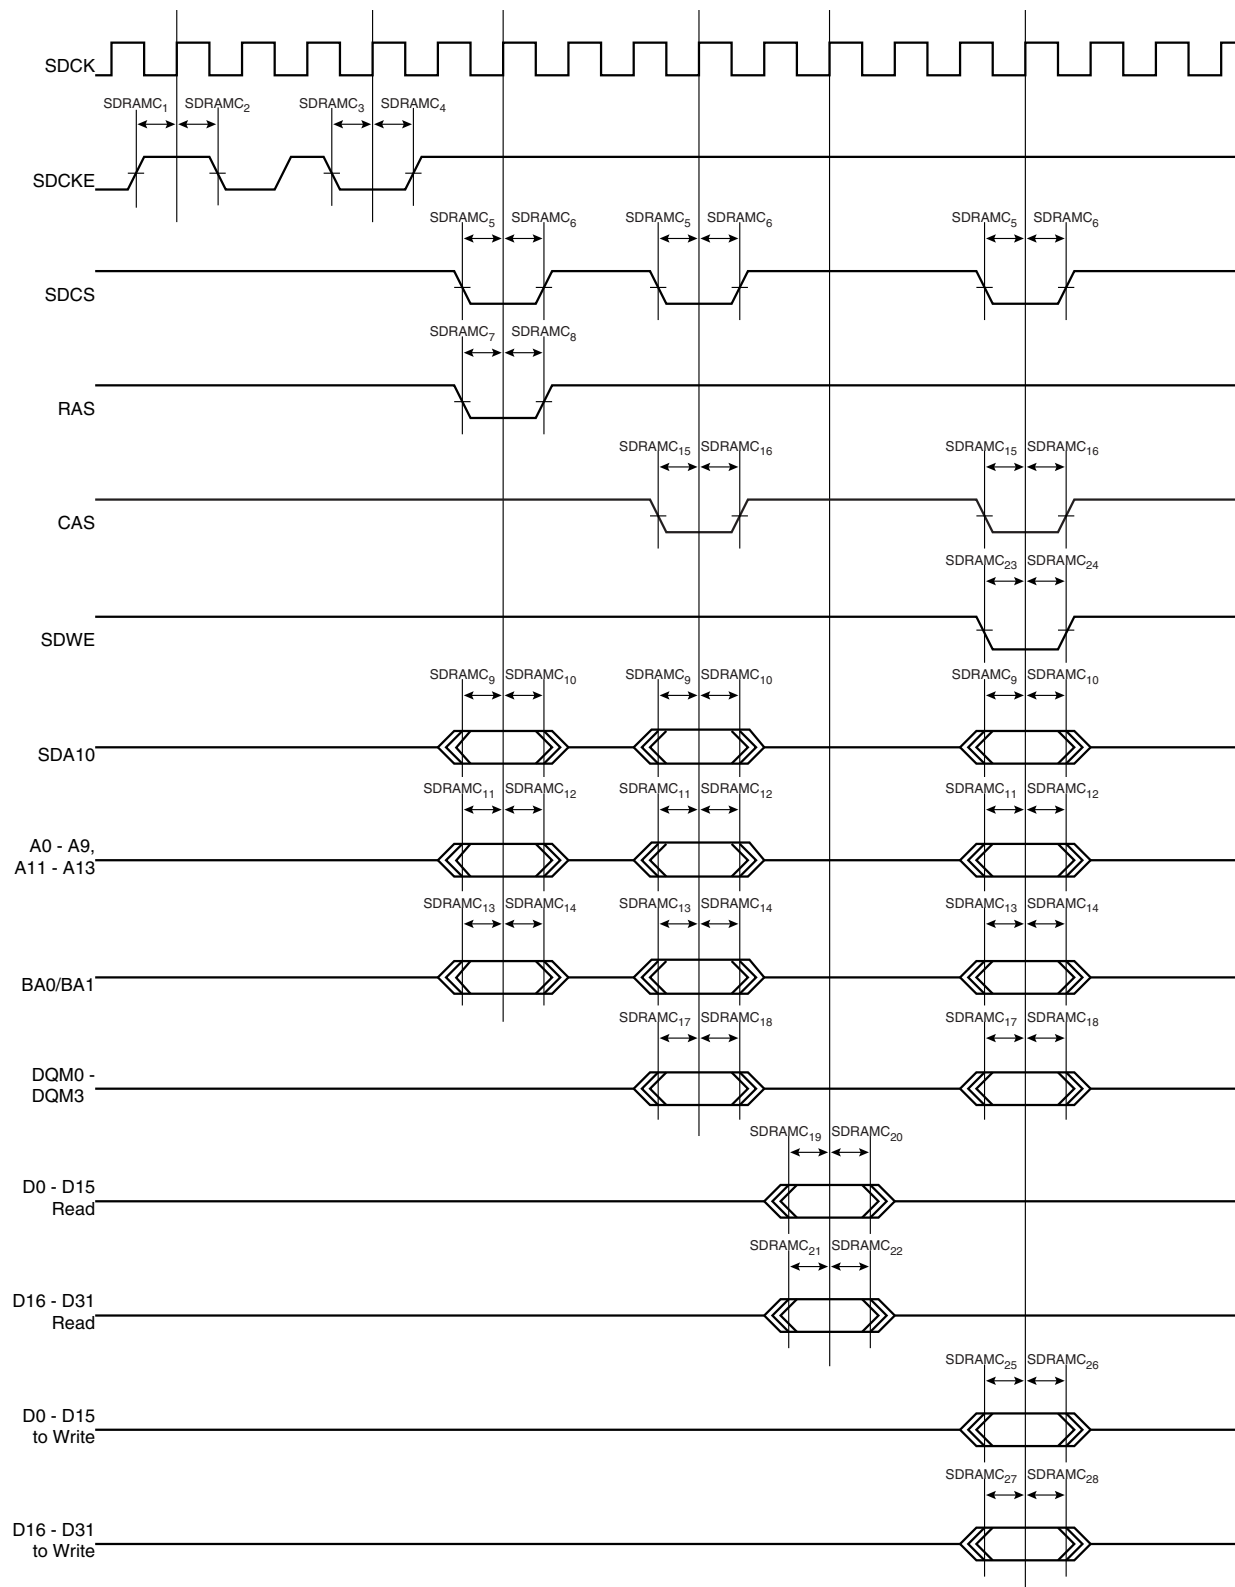 SDCK
SDRAMC1 SDRAMC2 SDRAMC3 SDRAMC4
SDCKE
SDRAMC5 SDRAMC6 SDRAMC5 SDRAMC6 SDRAMC5 SDRAMC6
SDCS
SDRAMC7 SDRAMC8
RAS
SDRAMC15 SDRAMC16 SDRAMC15 SDRAMC16
CAS
SDRAMC23 SDRAMC24
SDWE
SDRAMC9 SDRAMC10 SDRAMC9 SDRAMC10 SDRAMC9 SDRAMC10
SDA10
SDRAMC11 SDRAMC12 SDRAMC11 SDRAMC12 SDRAMC11 SDRAMC12
A0 - A9,
A11 - A13
SDRAMC13 SDRAMC14 SDRAMC13 SDRAMC14 SDRAMC13 SDRAMC14
BA0/BA1
SDRAMC17 SDRAMC18 SDRAMC17 SDRAMC18
DQM0 -
DQM3
SDRAMC19 SDRAMC20
D0 - D15
Read
SDRAMC21 SDRAMC22
D16 - D31
Read
SDRAMC25 SDRAMC26
D0 - D15
to Write
SDRAMC27 SDRAMC28
D16 - D31
to Write